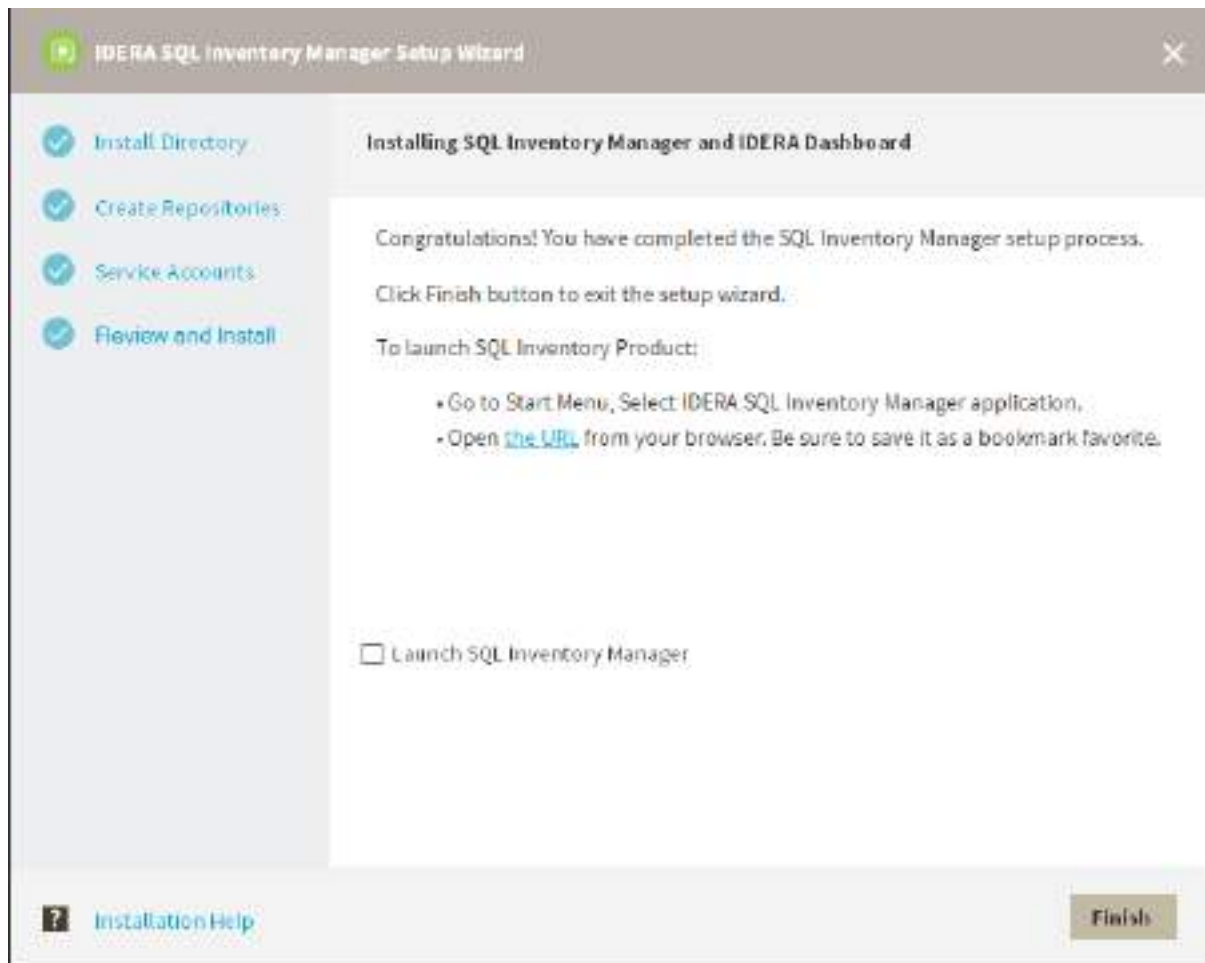 IDERA SQL Inventory Manager Setup Wizard
Install Directory
Create Repositories
Service Accounts
Review and Install
Installing SQL Inventory Manager and IDERA Dashboard
Congratulations! You have completed the SQL Inventory Manager setup process.
Click Finish button to exit the setup wizard.
To launch SQL Inventory Product:
• Go to Start Menu, Select IDERA SQL Inventory Manager application.
• Open the URL from your browser. Be sure to save it as a bookmark favorite.
Launch SQL Inventory Manager
? Installation Help
Finish